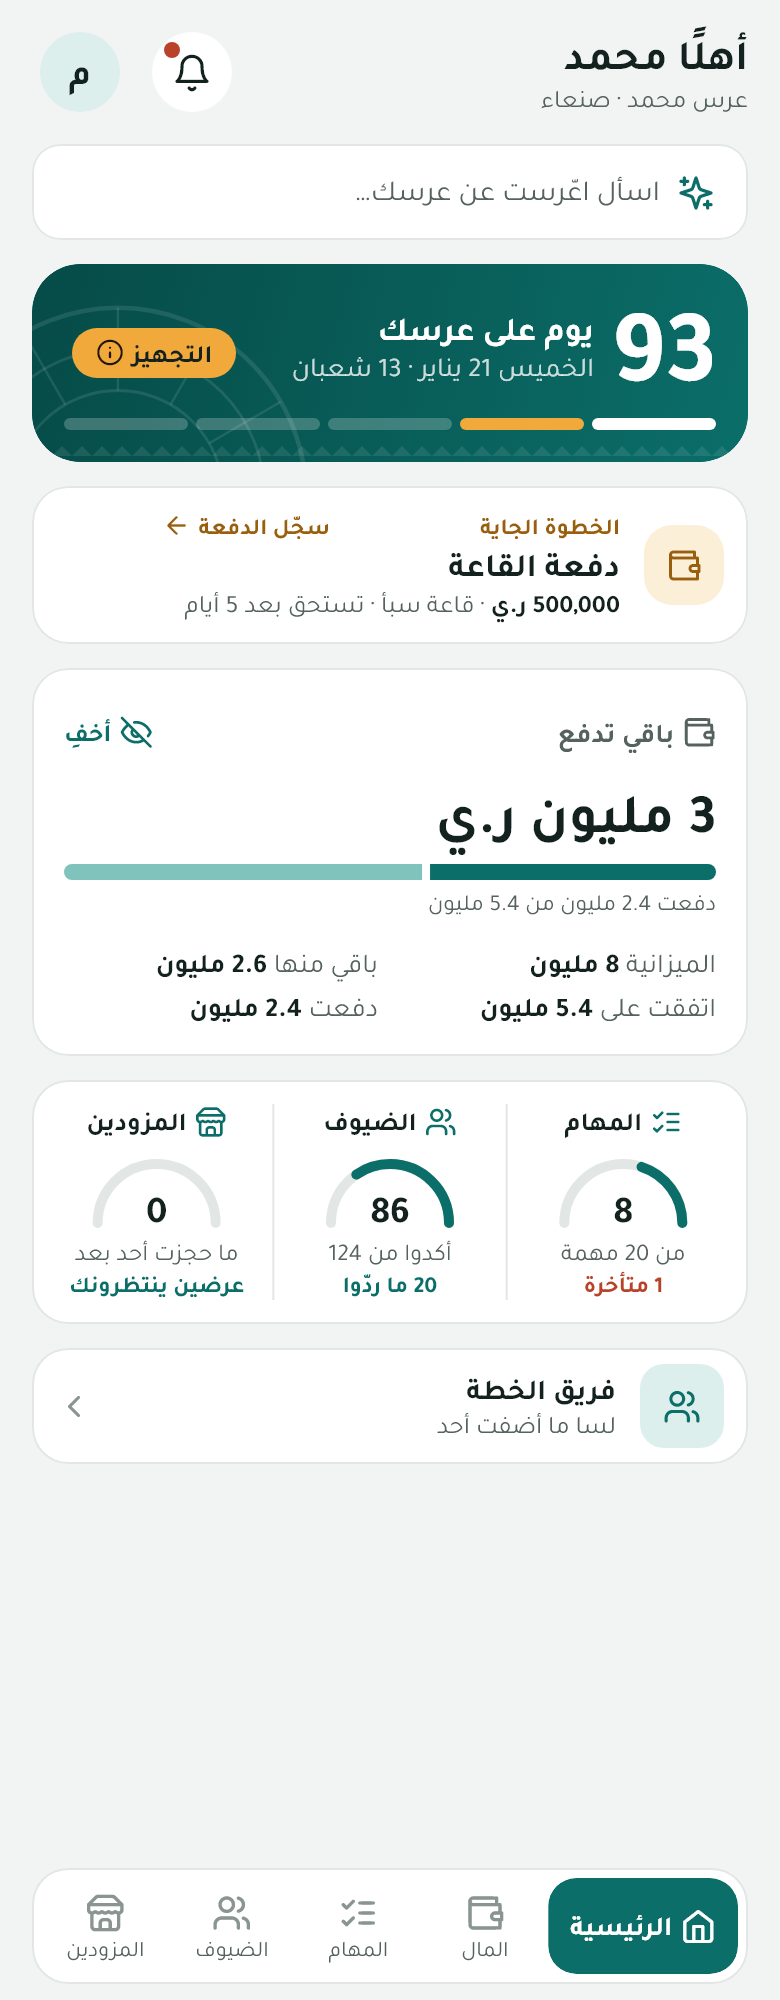 أهلًا محمد
م
عرس محمد · صنعاء
اسأل اعّرست عن عرسك...
93
يوم على عرسك
الخميس 21 يناير · 13 شعبان
التجهيز
الخطوة الجاية
سجّل الدفعة
دفعة القاعة
500,000 ر.ي · قاعة سبأ · تستحق بعد 5 أيام
باقي تدفع
أخفِ
3 مليون ر.ي
دفعت 2.4 مليون من 5.4 مليون
الميزانية 8 مليون
باقي منها 2.6 مليون
اتفقت على 5.4 مليون
دفعت 2.4 مليون
المهام
8
من 20 مهمة
1 متأخرة
الضيوف
86
أكدوا من 124
20 ما ردّوا
المزودين
0
ما حجزت أحد بعد
عرضين ينتظرونك
فريق الخطة
لسا ما أضفت أحد
الرئيسية
المال
المهام
الضيوف
المزودين